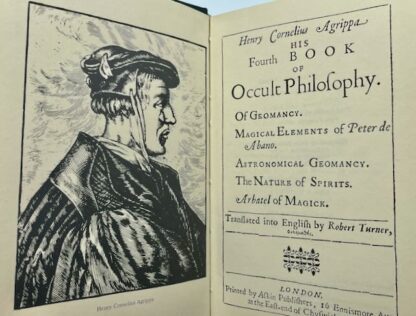 Henry Cornelius Agrippa
Henry Cornelius Agrippa
HIS
Fourth BOOK
OF
Occult Philosophy.
Of GEOMANCY.
MAGICAL ELEMENTS of Peter de
Abano.
ASTRONOMICAL GEOMANCY.
The NATURE of SPIRITS.
Arbatel of MAGICK.
Translated into English by Robert Turner,
LONDON,
Printed by Askin Publishers, 16 Ennismore
at the East-end of